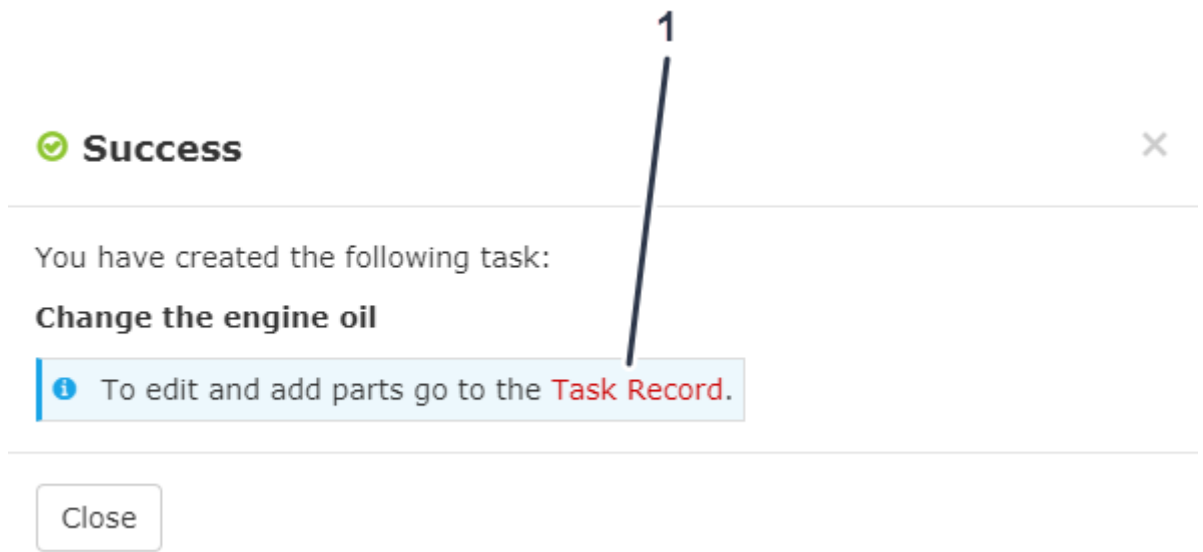 1
Success
You have created the following task:
Change the engine oil
To edit and add parts go to the Task Record.
Close